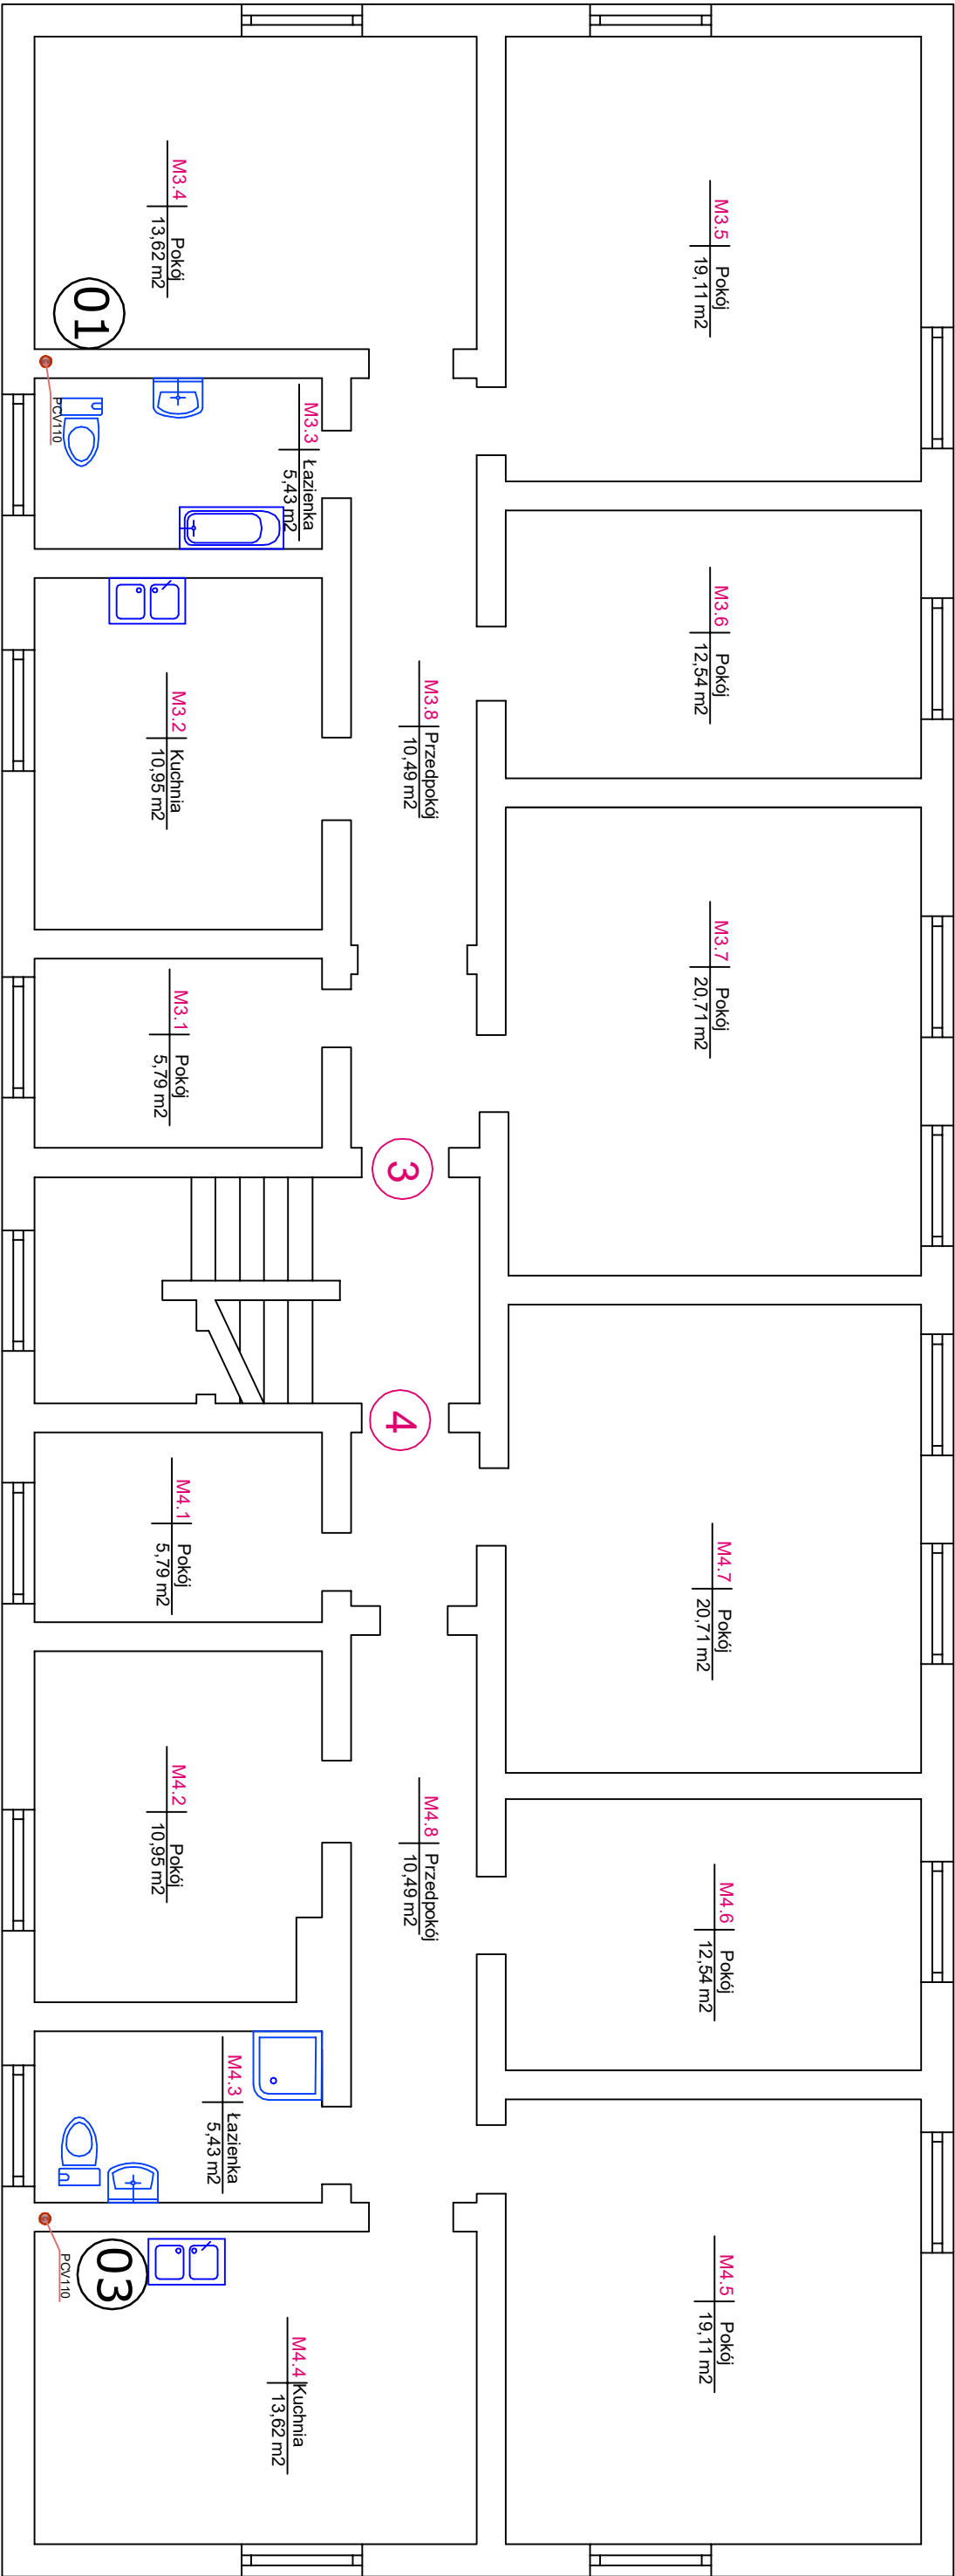 M3.5
Pokój
19,11 m2
M3.4
Pokój
13,62 m2
01
PCV110
M3.3
Łazienka
5,43 m2
M3.6
Pokój
12,54 m2
M3.8
Przedpokój
10,49 m2
M3.2
Kuchnia
10,95 m2
M3.7
Pokój
20,71 m2
M3.1
Pokój
5,79 m2
3
4
M4.1
Pokój
5,79 m2
M4.7
Pokój
20,71 m2
M4.2
Pokój
10,95 m2
M4.8
Przedpokój
10,49 m2
M4.6
Pokój
12,54 m2
M4.3
Łazienka
5,43 m2
PCV110
03
M4.5
Pokój
19,11 m2
M4.4
Kuchnia
13,62 m2